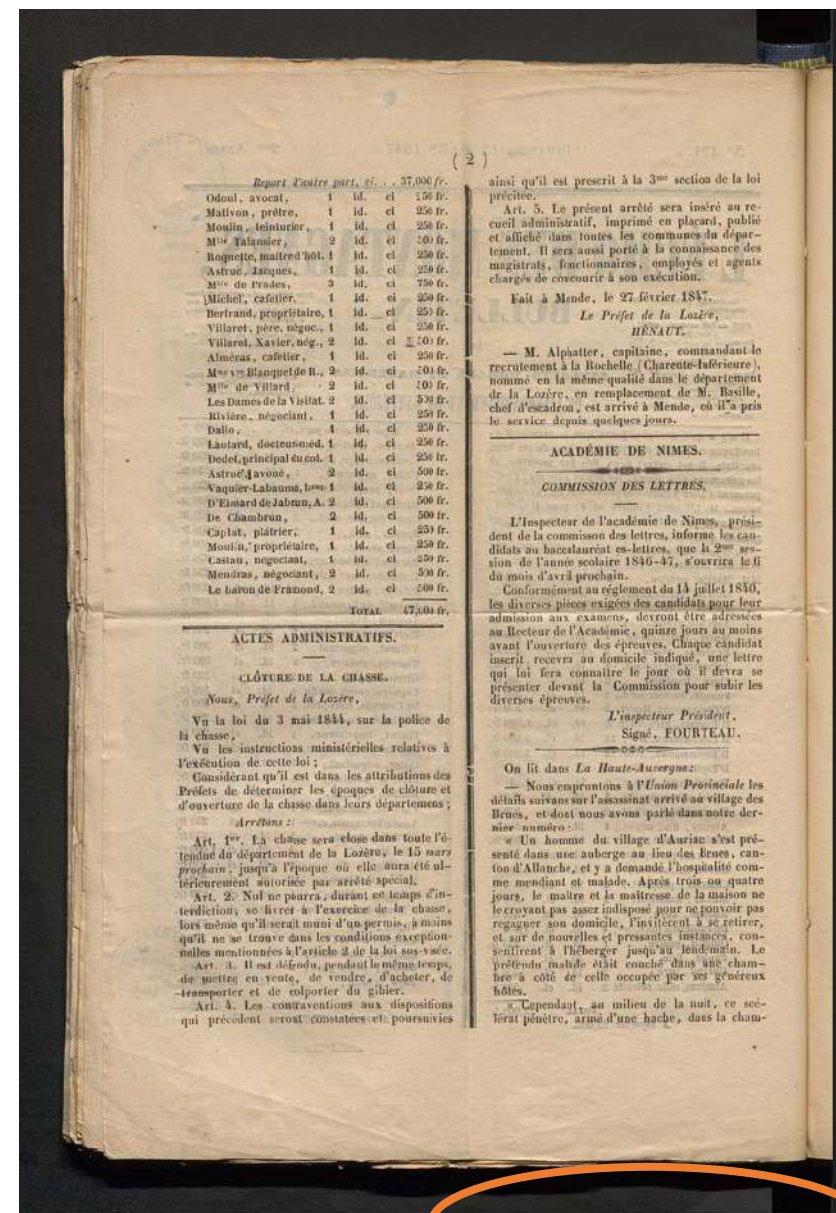 ( 2 )
Report d'autre part, ci. . . 37,000 fr.
Odoul, avocat, 1 id. ci 250 fr.
Mativon, prêtre, 1 id. ci 250 fr.
Moulin, teinturier, 1 id. ci 250 fr.
Mlle Talansier, 2 id. ci 500 fr.
Roquette, maitre d'hôt. 1 id. ci 250 fr.
Astruc, Jacques, 1 id. ci 250 fr.
Mlle de Prades, 3 id. ci 750 fr.
Michel, cafetier, 1 id. ci 250 fr.
Bertrand, propriétaire, 1 id. ci 250 fr.
Villaret, père, négoc., 1 id. ci 250 fr.
Villaret, Xavier, nég., 2 id. ci 500 fr.
Alméras, cafetier, 1 id. ci 250 fr.
Mme vve Blanquet de R., 2 id. ci 500 fr.
Mlle de Villard, 2 id. ci 500 fr.
Les Dames de la Visitat. 2 id. ci 500 fr.
Rivière, négociant, 1 id. ci 250 fr.
Dallo, 1 id. ci 250 fr.
Lautard, docteur méd. 1 id. ci 250 fr.
Dedet, principal du col. 1 id. ci 250 fr.
Astruc, avoué, 2 id. ci 500 fr.
Vaquier-Labaume, 1 id. ci 250 fr.
D'Eimard de Jabrun, A. 2 id. ci 500 fr.
De Chambrun, 2 id. ci 500 fr.
Caplat, plâtrier, 1 id. ci 250 fr.
Moulin, propriétaire, 1 id. ci 250 fr.
Castan, négociant, 1 id. ci 250 fr.
Mendras, négociant, 2 id. ci 500 fr.
Le baron de Framond, 2 id. ci 500 fr.
TOTAL 47,000 fr.
ACTES ADMINISTRATIFS.
CLÔTURE DE LA CHASSE.
Nous, Préfet de la Lozère,
Vu la loi du 3 mai 1844, sur la police de
la chasse,
Vu les instructions ministérielles relatives à
l'exécution de cette loi ;
Considérant qu'il est dans les attributions des
Préfets de déterminer les époques de clôture et
d'ouverture de la chasse dans leurs départemens ;
Arrêtons :
Art. 1er. La chasse sera close dans toute l'é-
tendue du département de la Lozère, le 15 mars
prochain, jusqu'à l'époque où elle aura été ul-
térieurement autorisée par arrêté spécial.
Art. 2. Nul ne pourra, durant ce temps d'in-
terdiction, se livrer à l'exercice de la chasse,
lors même qu'il serait muni d'un permis, à moins
qu'il ne se trouve dans les conditions exception-
nelles mentionnées à l'article 2 de la loi sus-visée.
Art. 3. Il est défendu, pendant le même temps,
de mettre en vente, de vendre, d'acheter, de
transporter et de colporter du gibier.
Art. 4. Les contraventions aux dispositions
qui précèdent seront constatées et poursuivies
ainsi qu'il est prescrit à la 3me section de la loi
précitée.
Art. 5. Le présent arrêté sera inséré au re-
cueil administratif, imprimé en placard, publié
et affiché dans toutes les communes du dépar-
tement. Il sera aussi porté à la connaissance des
magistrats, fonctionnaires, employés et agents
chargés de concourir à son exécution.
Fait à Mende, le 27 février 1847.
Le Préfet de la Lozère,
HÉNAUT.
— M. Alphatter, capitaine, commandant le
recrutement à la Rochelle (Charente-Inférieure),
nommé en la même qualité dans le département
dr la Lozère, en remplacement de M. Basille,
chef d'escadron, est arrivé à Mende, où il a pris
le service depuis quelques jours.
ACADÉMIE DE NIMES.
COMMISSION DES LETTRES.
L'Inspecteur de l'académie de Nimes, prési-
dent de la commisson des lettres, informe les can-
didats au baccalauréat es-lettres, que la 2me ses-
sion de l'année scolaire 1846-47, s'ouvrira le 6
du mois d'avril prochain.
Conformément au réglement du 14 juillet 1840,
les diverses pièces exigées des candidats pour leur
admission aux examens, devront être adressées
au Recteur de l'Académie, quinze jours au moins
avant l'ouverture des épreuves. Chaque candidat
inscrit recevra au domicile indiqué, une lettre
qui lui fera connaître le jour où il devra se
présenter devant la Commission pour subir les
diverses épreuves.
L'inspecteur Président,
Signé, FOURTEAU.
On lit dans La Haute-Auvergne :
— Nous empruntons à l'Union Provinciale les
détails suivans sur l'assassinat arrivé au village des
Brues, et dont nous avons parlé dans notre der-
nier numéro :
« Un homme du village d'Auriac s'est pré-
senté dans une auberge au lieu des Brues, can-
ton d'Allanche, et y a demandé l'hospitalité com-
me mendiant et malade. Après trois ou quatre
jours, le maître et la maîtresse de la maison ne
le croyant pas assez indisposé pour ne pouvoir pas
regagner son domicile, l'invitèrent à se retirer,
et sur de nouvelles et pressantes instances, con-
sentirent à l'héberger jusqu'au lendemain. Le
prétendu malade était couché dans une cham-
bre à côté de celle occupée par ses généreux
hôtes.
« Cependant, au milieu de la nuit, ce scé-
lérat pénètre, armé d'une hache, dans la cham-